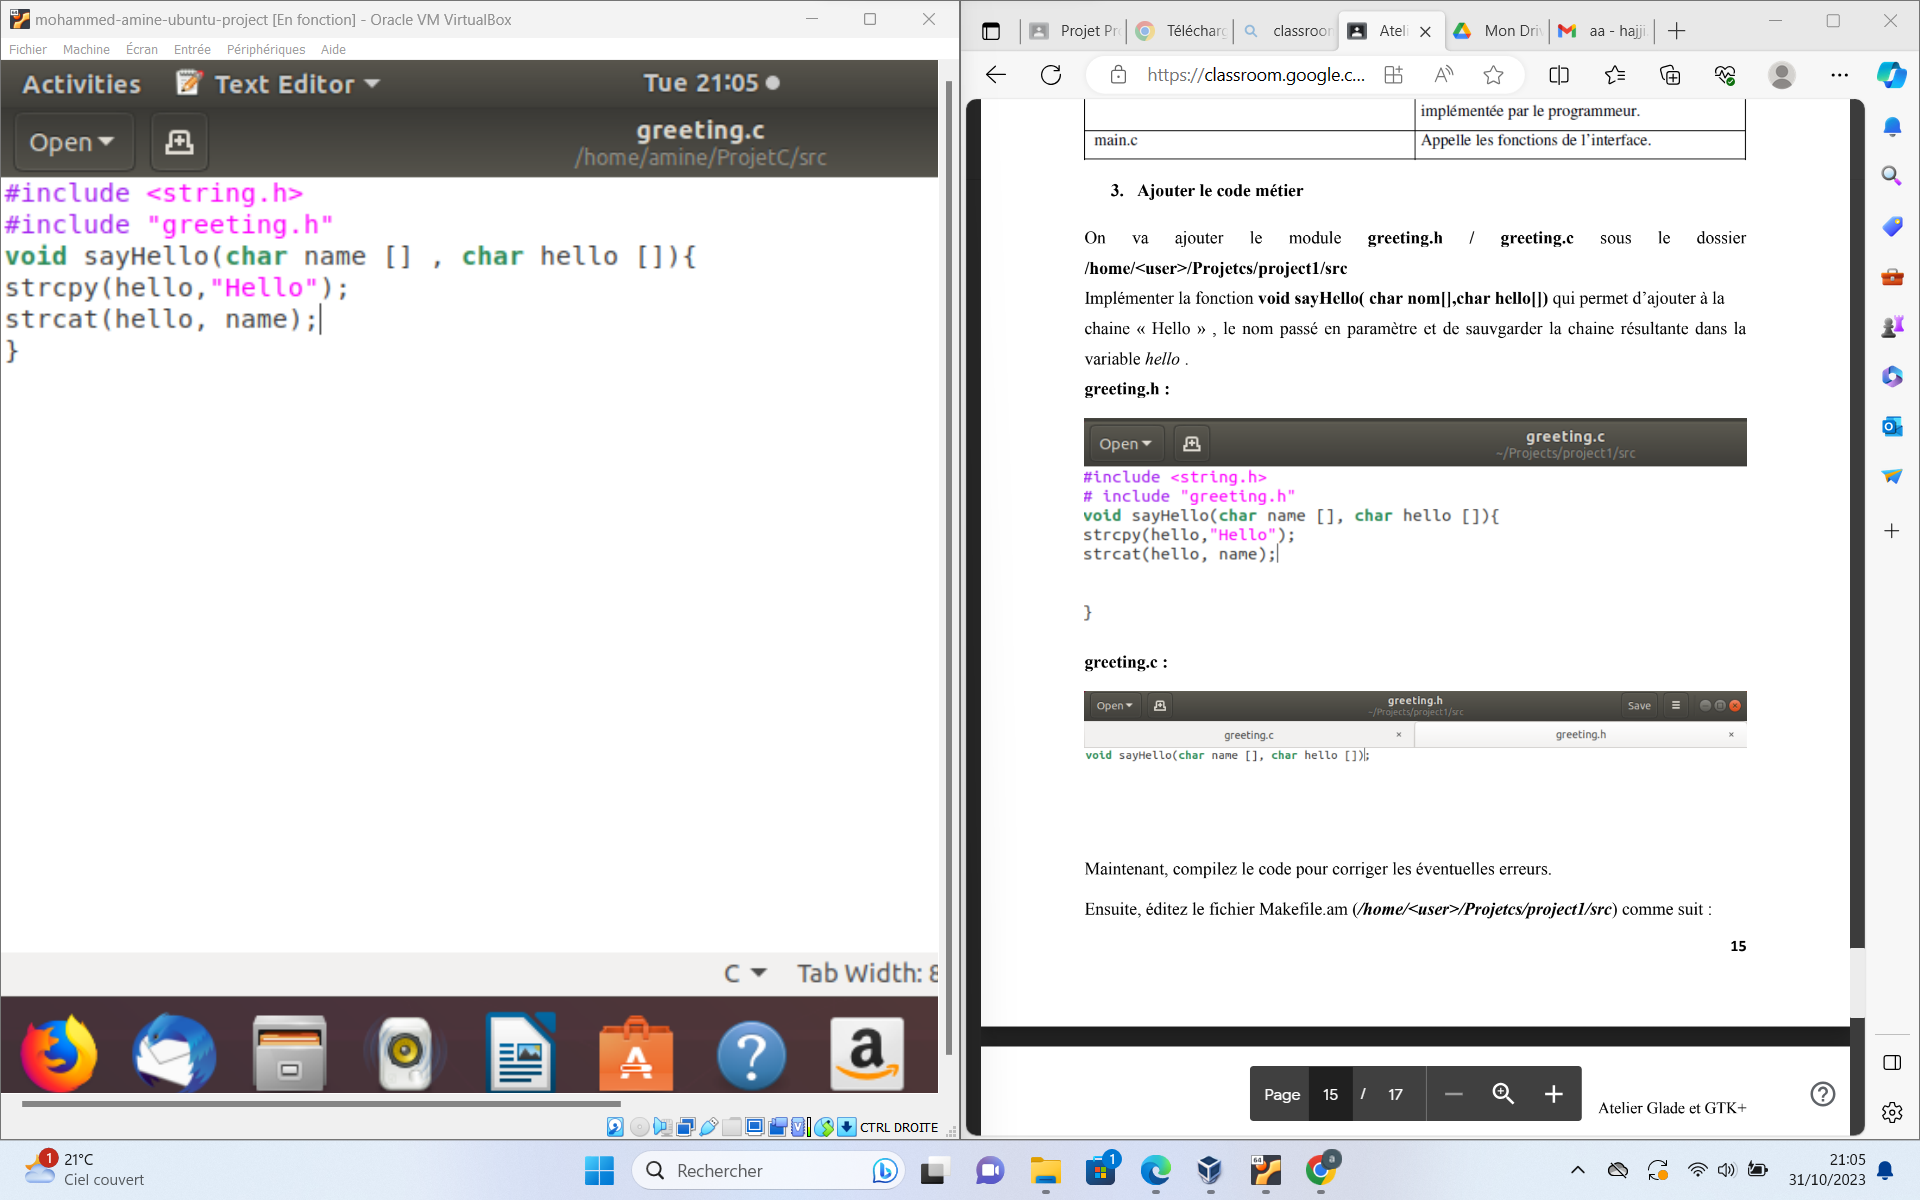 mohammed-amine-ubuntu-project [En fonction] - Oracle VM VirtualBox
Fichier Machine Écran Entrée Périphériques Aide
Activities Text Editor Tue 21:05
Open greeting.c
/home/amine/ProjetC/src
#include <string.h>
#include "greeting.h"
void sayHello(char name [] , char hello []){
strcpy(hello,"Hello");
strcat(hello, name);
}
C Tab Width: 8
CTRL DROITE
Projet Pr Télécharg classroom Ateli Mon Driv aa - hajji.
https://classroom.google.c...
implémentée par le programmeur.
main.c Appelle les fonctions de l'interface.
3. Ajouter le code métier
On va ajouter le module greeting.h / greeting.c sous le dossier
/home/<user>/Projetcs/project1/src
Implémenter la fonction void sayHello( char nom[],char hello[]) qui permet d'ajouter à la
chaine « Hello » , le nom passé en paramètre et de sauvgarder la chaine résultante dans la
variable hello .
greeting.h :
Open greeting.c
~/Projects/project1/src
#include <string.h>
# include "greeting.h"
void sayHello(char name [], char hello []){
strcpy(hello,"Hello");
strcat(hello, name);
}
greeting.c :
Open greeting.h Save
~/Projects/project1/src
greeting.c × greeting.h ×
void sayHello(char name [], char hello []);
Maintenant, compilez le code pour corriger les éventuelles erreurs.
Ensuite, éditez le fichier Makefile.am (/home/<user>/Projetcs/project1/src) comme suit :
15
Page 15 / 17
Atelier Glade et GTK+
1 21°C
Ciel couvert
Rechercher
1
a
21:05
31/10/2023